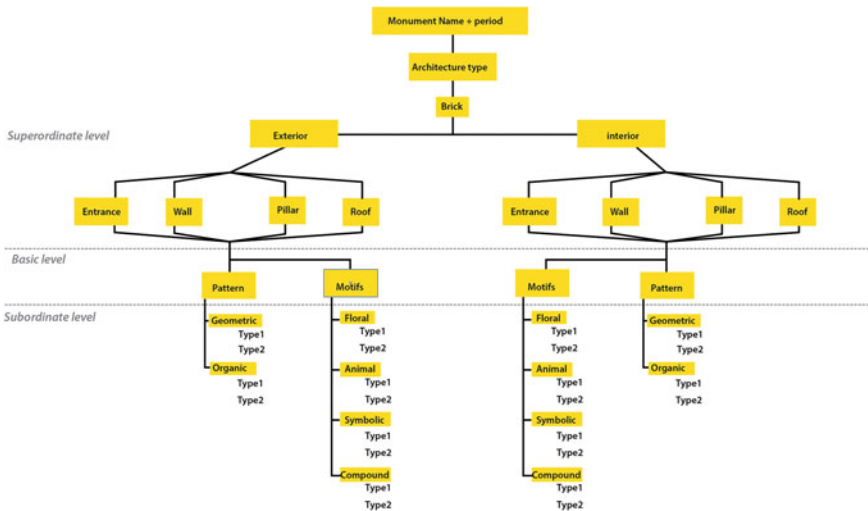 Monument Name + period
Architecture type
Brick
Superordinate level
Exterior
interior
Entrance
Wall
Pillar
Roof
Entrance
Wall
Pillar
Roof
Basic level
Pattern
Motifs
Motifs
Pattern
Subordinate level
Geometric
Type1
Type2
Organic
Type1
Type2
Floral
Type1
Type2
Animal
Type1
Type2
Symbolic
Type1
Type2
Compound
Type1
Type2
Floral
Type1
Type2
Animal
Type1
Type2
Symbolic
Type1
Type2
Compound
Type1
Type2
Geometric
Type1
Type2
Organic
Type1
Type2